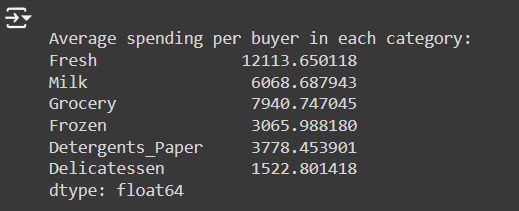 Average spending per buyer in each category:
Fresh 12113.650118
Milk 6068.687943
Grocery 7940.747045
Frozen 3065.988180
Detergents_Paper 3778.453901
Delicatessen 1522.801418
dtype: float64